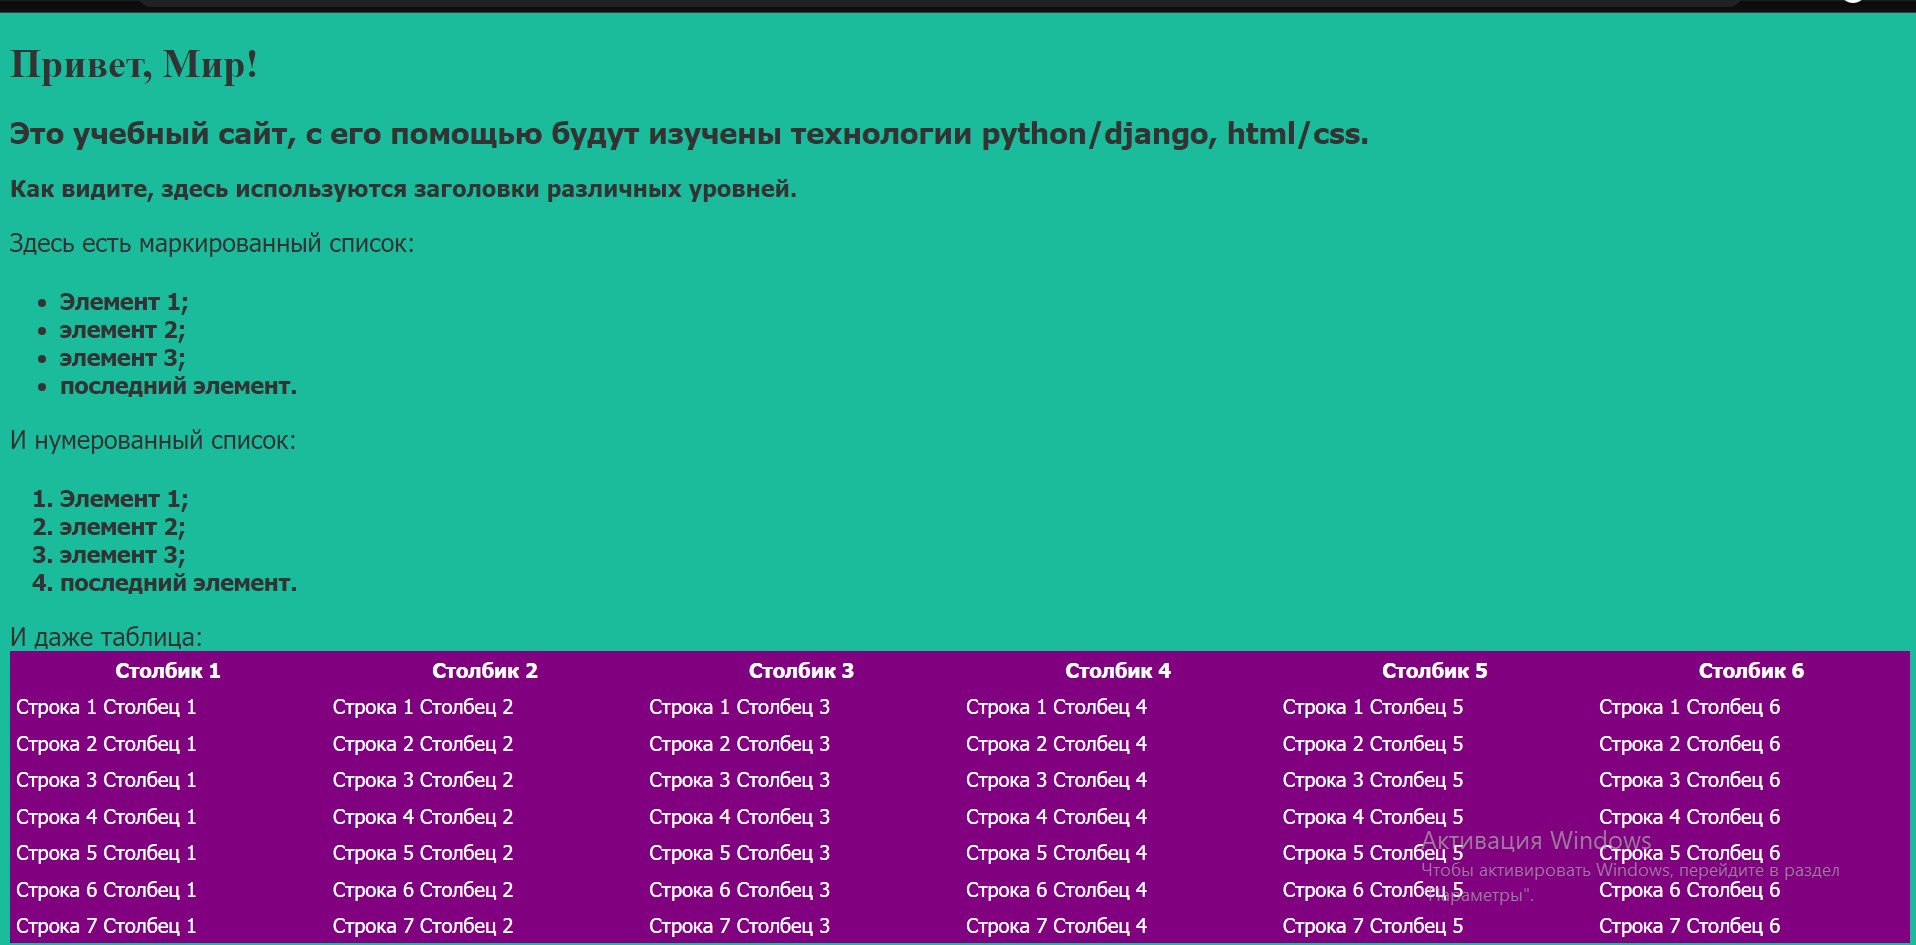 Привет, Мир!
Это учебный сайт, с его помощью будут изучены технологии python/django, html/css.
Как видите, здесь используются заголовки различных уровней.
Здесь есть маркированный список:
• Элемент 1;
• элемент 2;
• элемент 3;
• последний элемент.
И нумерованный список:
1. Элемент 1;
2. элемент 2;
3. элемент 3;
4. последний элемент.
И даже таблица:
Столбик 1 Столбик 2 Столбик 3 Столбик 4 Столбик 5 Столбик 6
Строка 1 Столбец 1 Строка 1 Столбец 2 Строка 1 Столбец 3 Строка 1 Столбец 4 Строка 1 Столбец 5 Строка 1 Столбец 6
Строка 2 Столбец 1 Строка 2 Столбец 2 Строка 2 Столбец 3 Строка 2 Столбец 4 Строка 2 Столбец 5 Строка 2 Столбец 6
Строка 3 Столбец 1 Строка 3 Столбец 2 Строка 3 Столбец 3 Строка 3 Столбец 4 Строка 3 Столбец 5 Строка 3 Столбец 6
Строка 4 Столбец 1 Строка 4 Столбец 2 Строка 4 Столбец 3 Строка 4 Столбец 4 Строка 4 Столбец 5 Строка 4 Столбец 6
Строка 5 Столбец 1 Строка 5 Столбец 2 Строка 5 Столбец 3 Строка 5 Столбец 4 Строка 5 Столбец 5 Строка 5 Столбец 6
Строка 6 Столбец 1 Строка 6 Столбец 2 Строка 6 Столбец 3 Строка 6 Столбец 4 Строка 6 Столбец 5 Строка 6 Столбец 6
Строка 7 Столбец 1 Строка 7 Столбец 2 Строка 7 Столбец 3 Строка 7 Столбец 4 Строка 7 Столбец 5 Строка 7 Столбец 6
Активация Windows
Чтобы активировать Windows, перейдите в раздел
"Параметры".